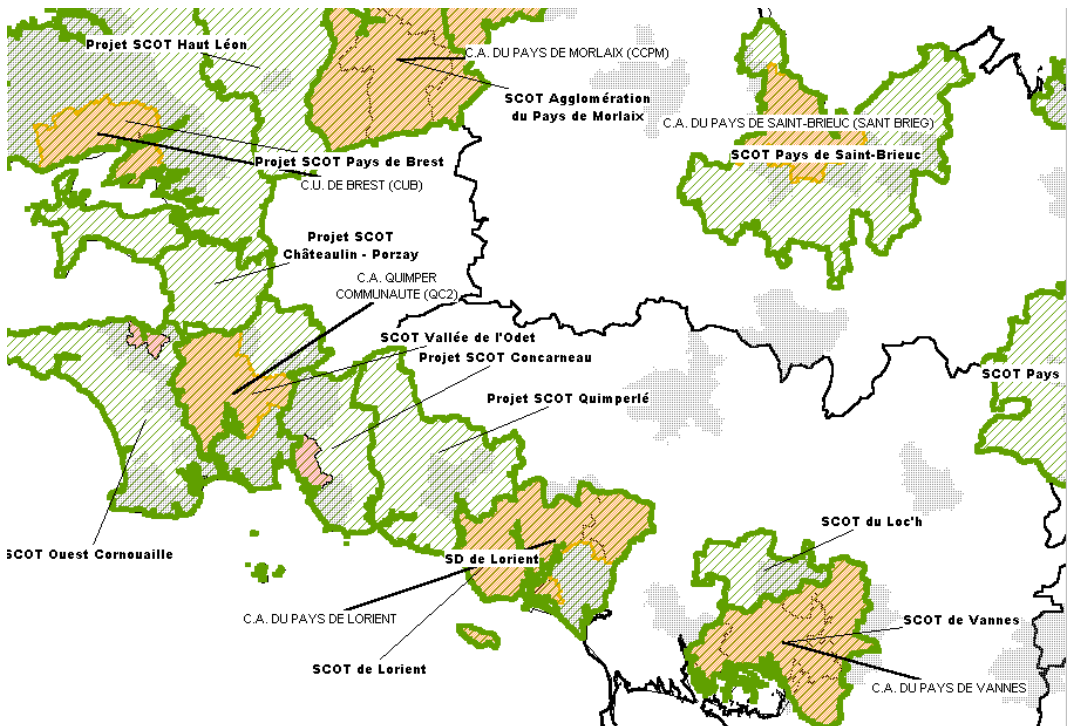 Projet SCOT Haut Léon
C.A. DU PAYS DE MORLAIX (CCPM)
SCOT Agglomération
du Pays de Morlaix
C.A. DU PAYS DE SAINT-BRIEUC (SANT BRIEG)
SCOT Pays de Saint-Brieuc
Projet SCOT Pays de Brest
C.U. DE BREST (CUB)
Projet SCOT
Châteaulin - Porzay
C.A. QUIMPER
COMMUNAUTE (QC2)
SCOT Vallée de l'Odet
Projet SCOT Concarneau
SCOT Pays
Projet SCOT Quimperlé
SCOT du Loc'h
SCOT Ouest Cornouaille
SD de Lorient
C.A. DU PAYS DE LORIENT
SCOT de Vannes
SCOT de Lorient
C.A. DU PAYS DE VANNES